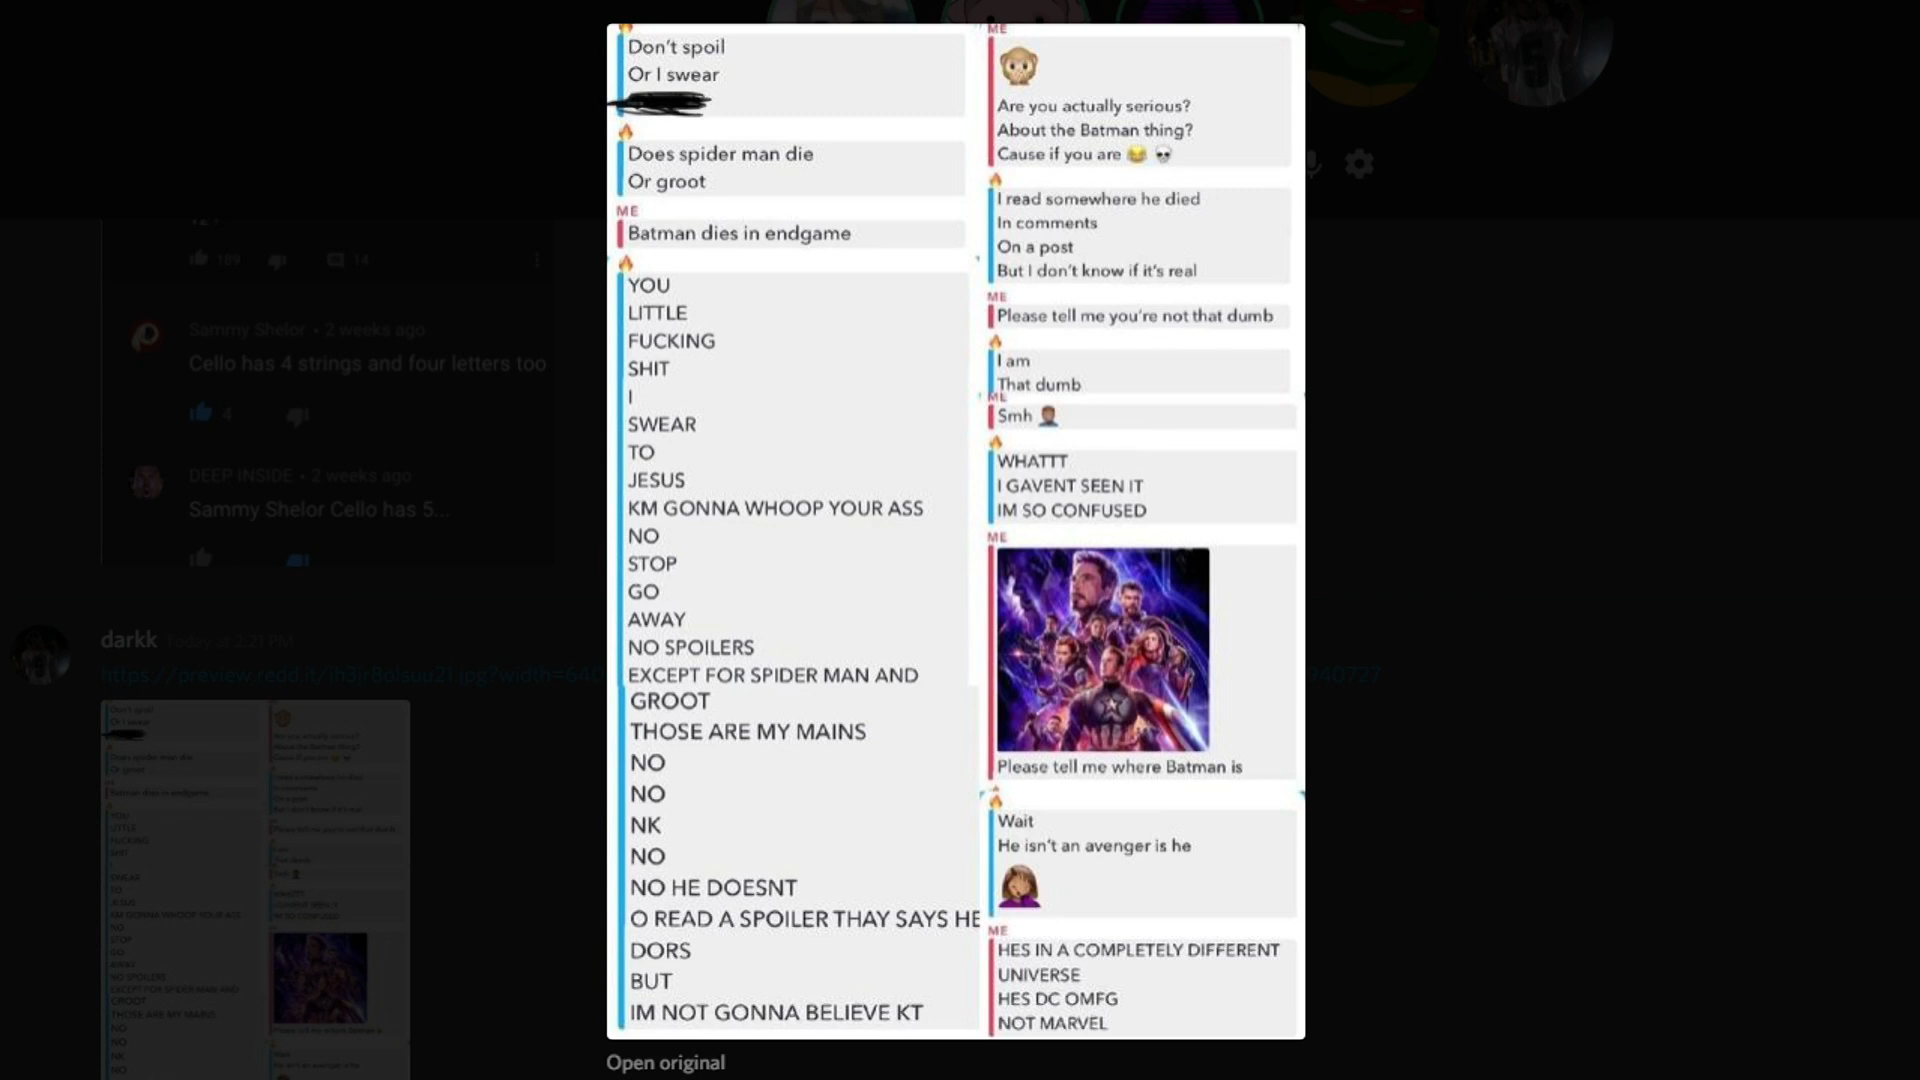 Don't spoil
Or I swear
Does spider man die
Or groot
ME
Batman dies in endgame
YOU
LITTLE
FUCKING
SHIT
I
SWEAR
TO
JESUS
KM GONNA WHOOP YOUR ASS
NO
STOP
GO
AWAY
NO SPOILERS
EXCEPT FOR SPIDER MAN AND
GROOT
THOSE ARE MY MAINS
NO
NO
NK
NO
NO HE DOESNT
O READ A SPOILER THAY SAYS HE
DORS
BUT
IM NOT GONNA BELIEVE KT
ME
Are you actually serious?
About the Batman thing?
Cause if you are 😂 💀
I read somewhere he died
In comments
On a post
But I don't know if it's real
ME
Please tell me you're not that dumb
I am
That dumb
ME
Smh
WHATTT
I GAVENT SEEN IT
IM SO CONFUSED
ME
Please tell me where Batman is
Wait
He isn't an avenger is he
ME
HES IN A COMPLETELY DIFFERENT
UNIVERSE
HES DC OMFG
NOT MARVEL
Open original
189
14
Sammy Shelor • 2 weeks ago
Cello has 4 strings and four letters too
4
DEEP INSIDE • 2 weeks ago
Sammy Shelor Cello has 5...
darkk Today at 2:21 PM